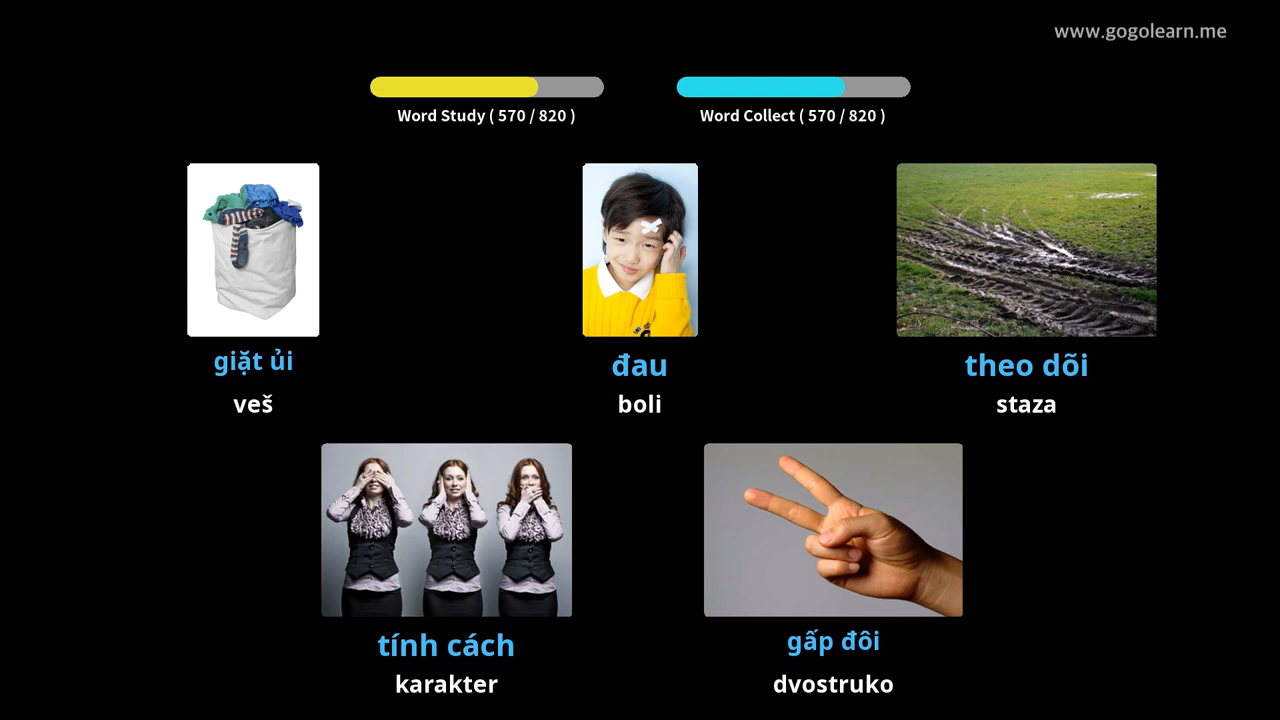 www.gogolearn.me
Word Study ( 570 / 820 )
Word Collect ( 570 / 820 )
giặt ủi
đau
theo dõi
veš
boli
staza
tính cách
gấp đôi
karakter
dvostruko